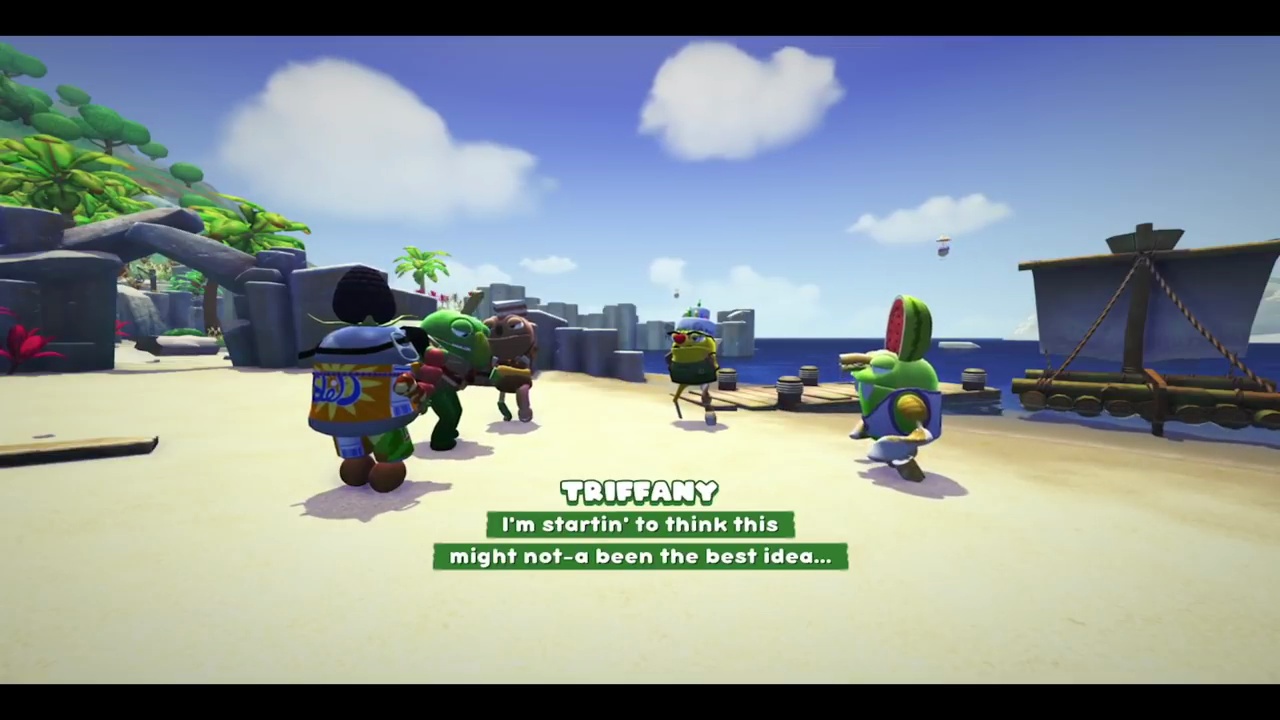 TRIFFANY
I'm startin' to think this
might not-a been the best idea...